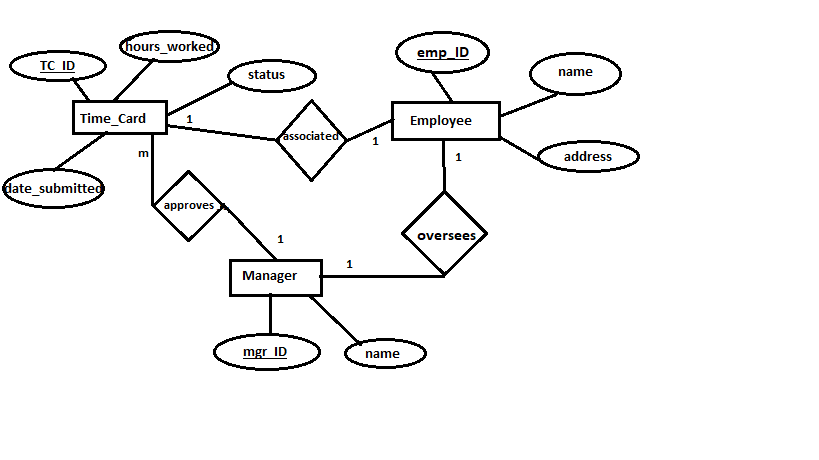 hours_worked
emp_ID
TC_ID
status
name
Time_Card
1
associated
Employee
1
m
1
address
date_submitted
approves
oversees
1
1
Manager
mgr_ID
name